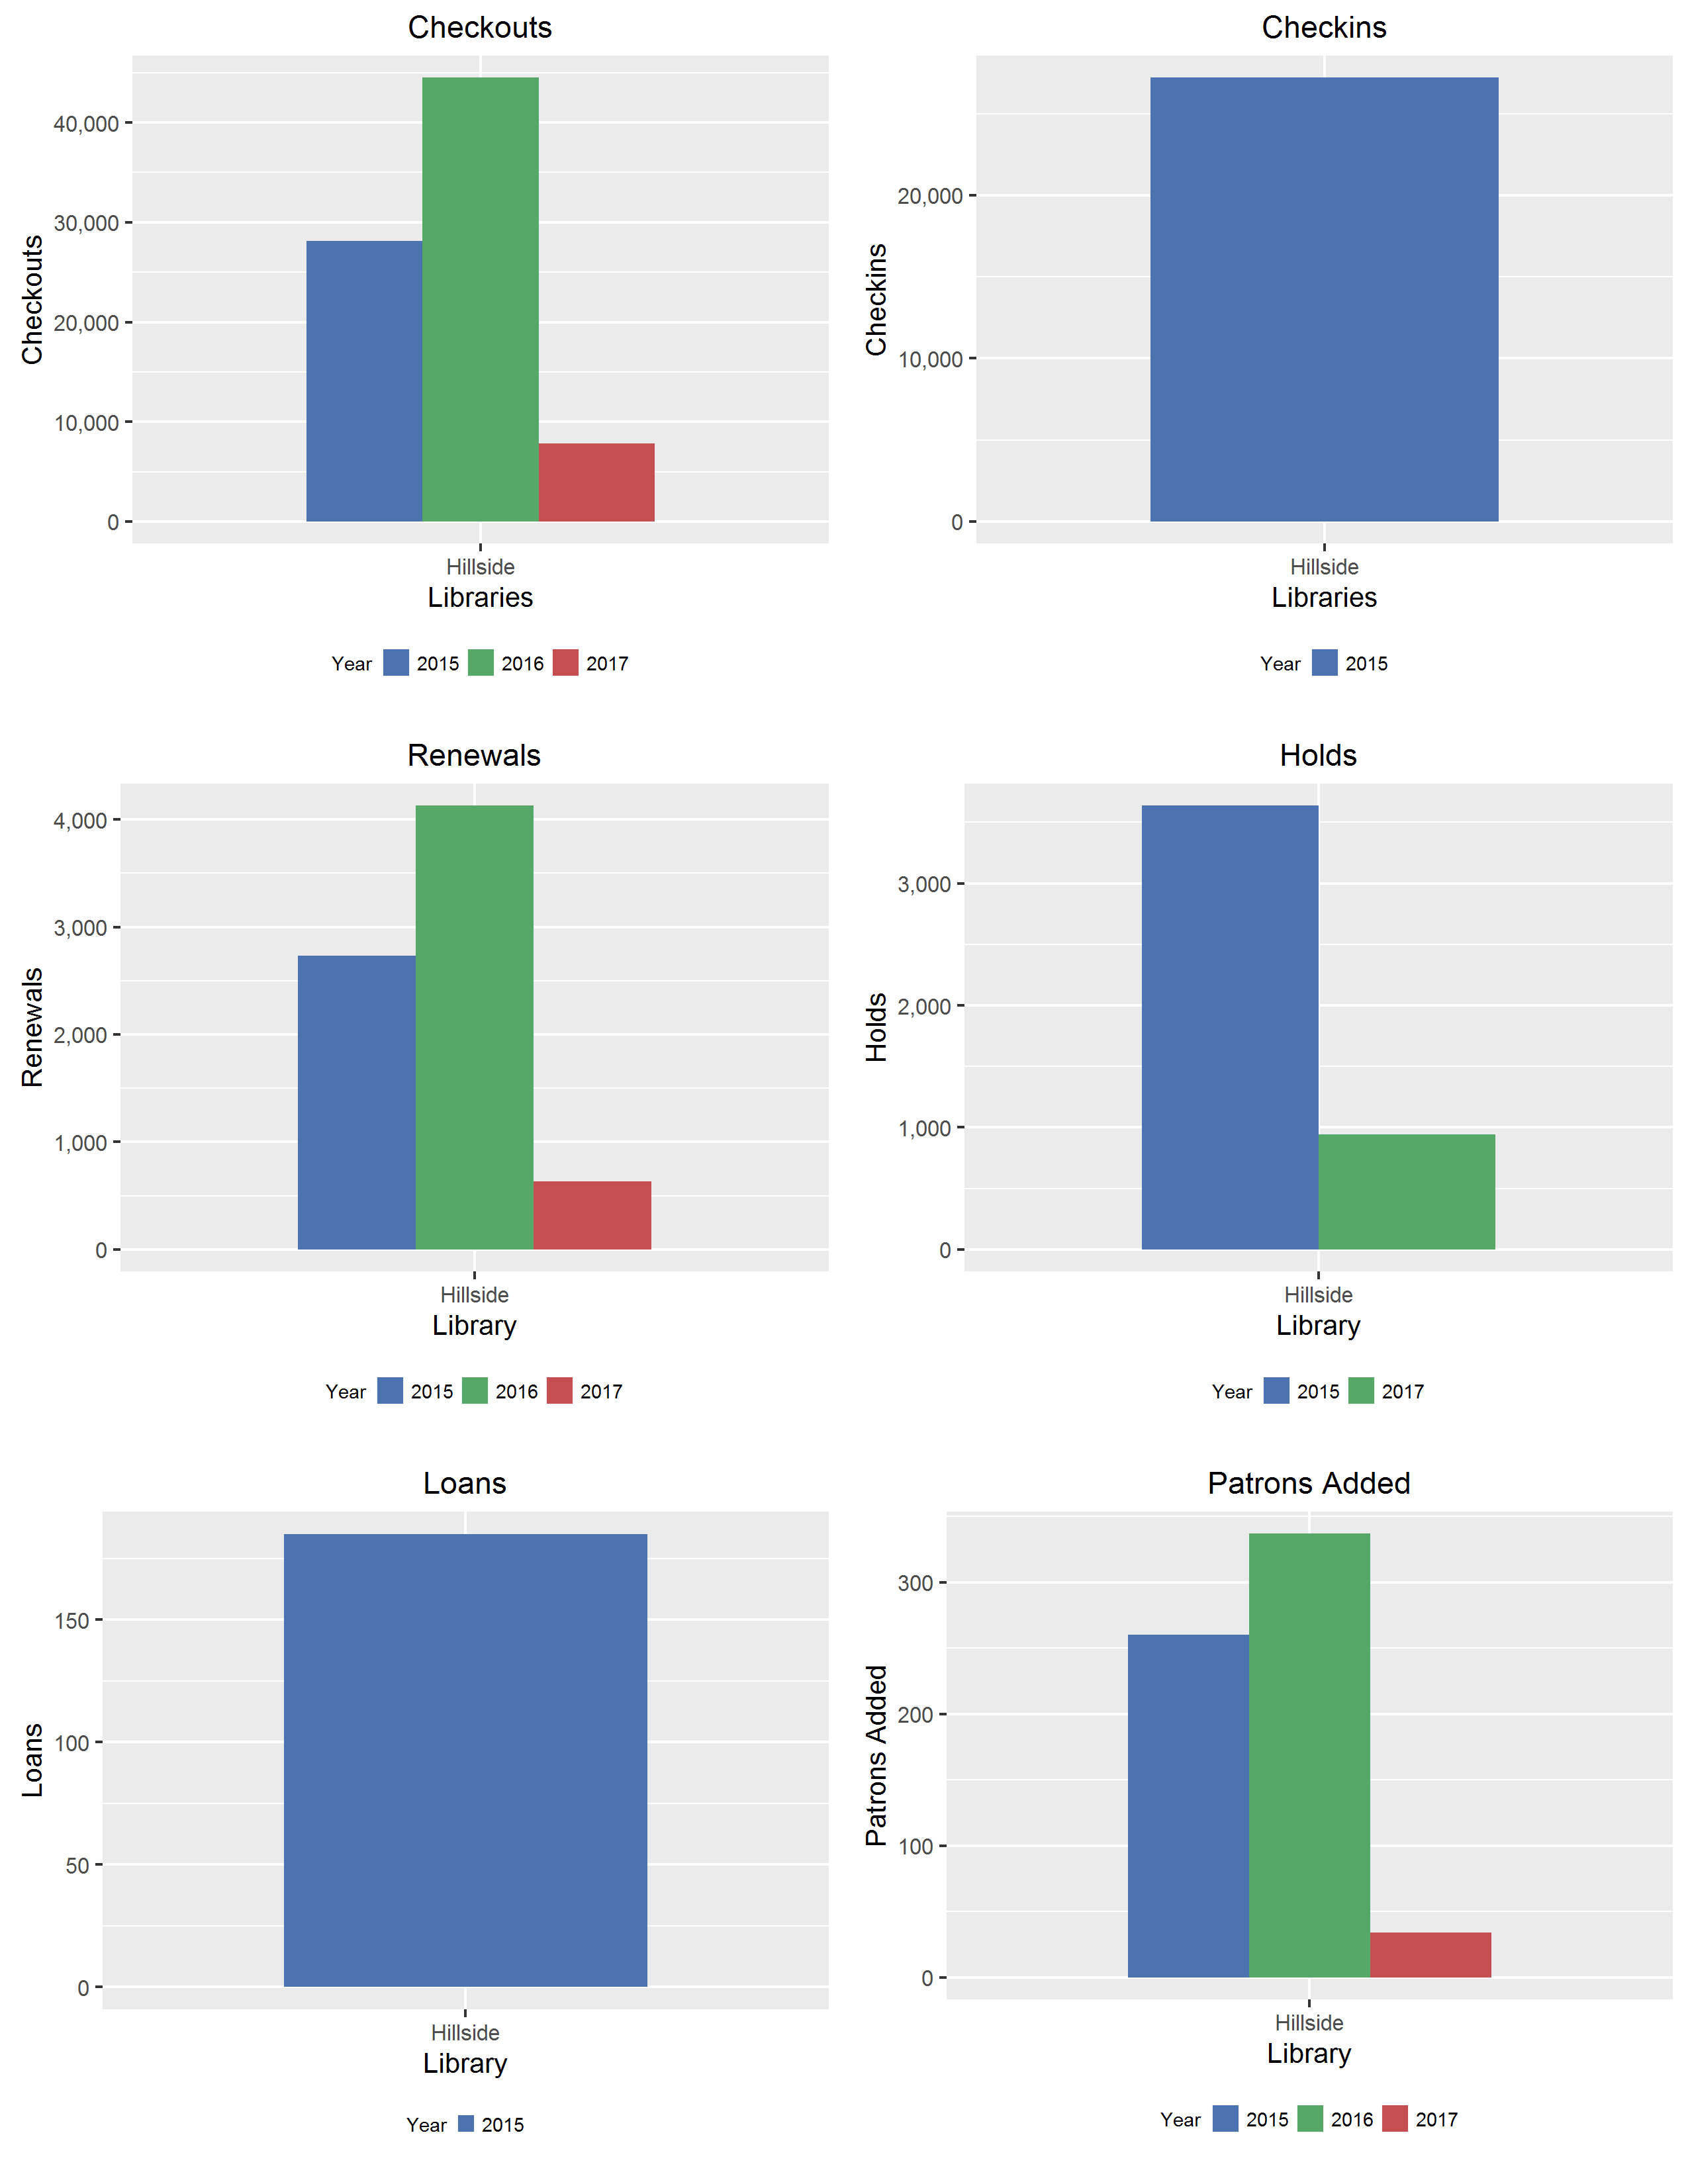 Checkouts
Checkouts
40,000
30,000
20,000
10,000
0
Hillside
Libraries
Year 2015 2016 2017
Checkins
Checkins
20,000
10,000
0
Hillside
Libraries
Year 2015
Renewals
Renewals
4,000
3,000
2,000
1,000
0
Hillside
Library
Year 2015 2016 2017
Holds
Holds
3,000
2,000
1,000
0
Hillside
Library
Year 2015 2017
Loans
Loans
150
100
50
0
Hillside
Library
Year 2015
Patrons Added
Patrons Added
300
200
100
0
Hillside
Library
Year 2015 2016 2017